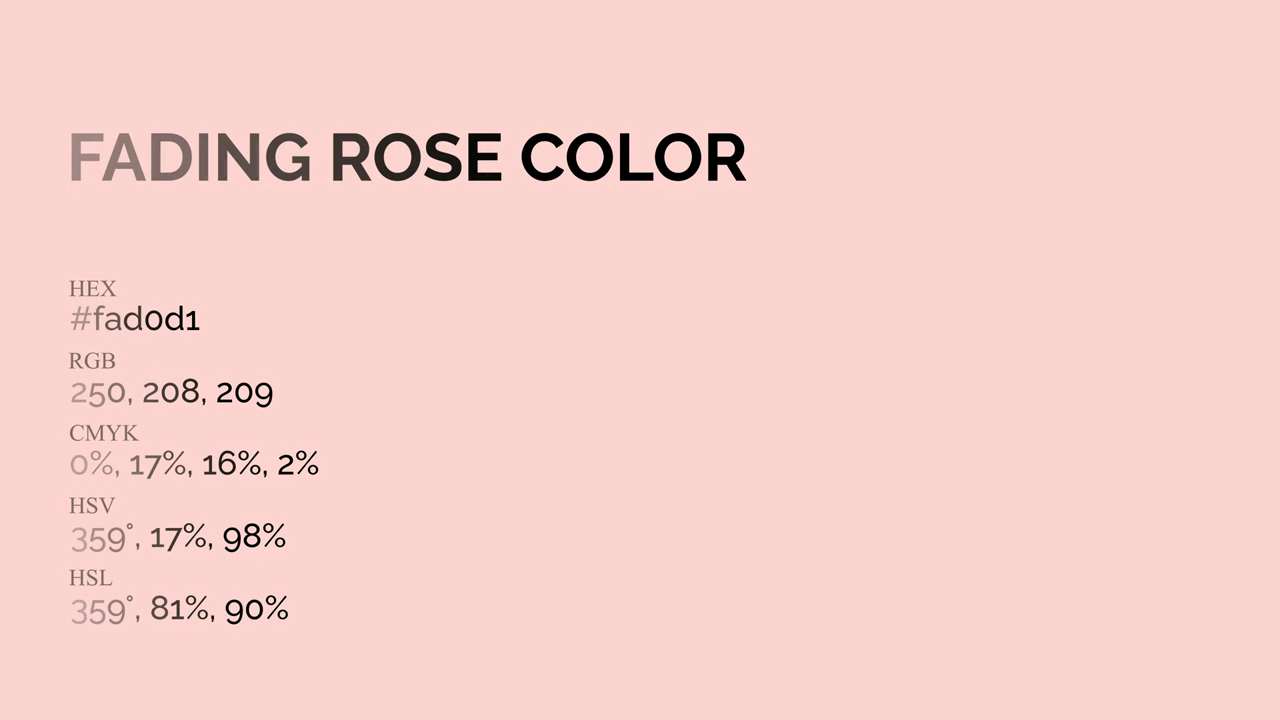 FADING ROSE COLOR
HEX
#fad0d1
RGB
250, 208, 209
CMYK
0%, 17%, 16%, 2%
HSV
359°, 17%, 98%
HSL
359°, 81%, 90%